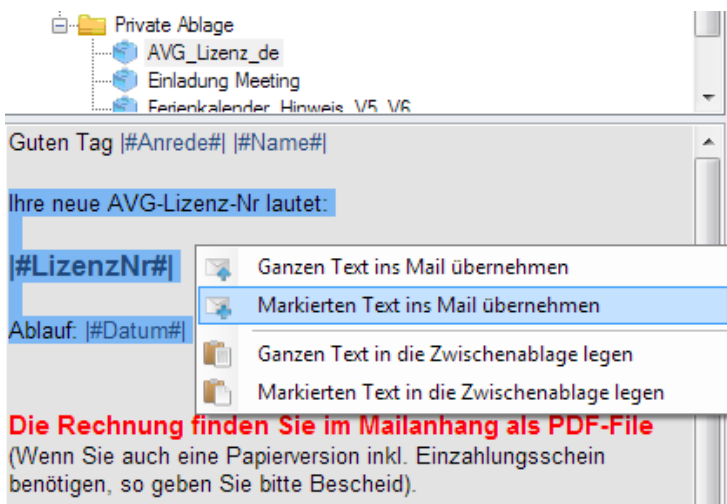 Private Ablage
AVG_Lizenz_de
Einladung Meeting
Ferienkalender_Hinweis_V5_V6
Guten Tag |#Anrede#| |#Name#|
Ihre neue AVG-Lizenz-Nr lautet:
|#LizenzNr#|
Ablauf: |#Datum#|
Ganzen Text ins Mail übernehmen
Markierten Text ins Mail übernehmen
Ganzen Text in die Zwischenablage legen
Markierten Text in die Zwischenablage legen
Die Rechnung finden Sie im Mailanhang als PDF-File
(Wenn Sie auch eine Papierversion inkl. Einzahlungsschein
benötigen, so geben Sie bitte Bescheid).